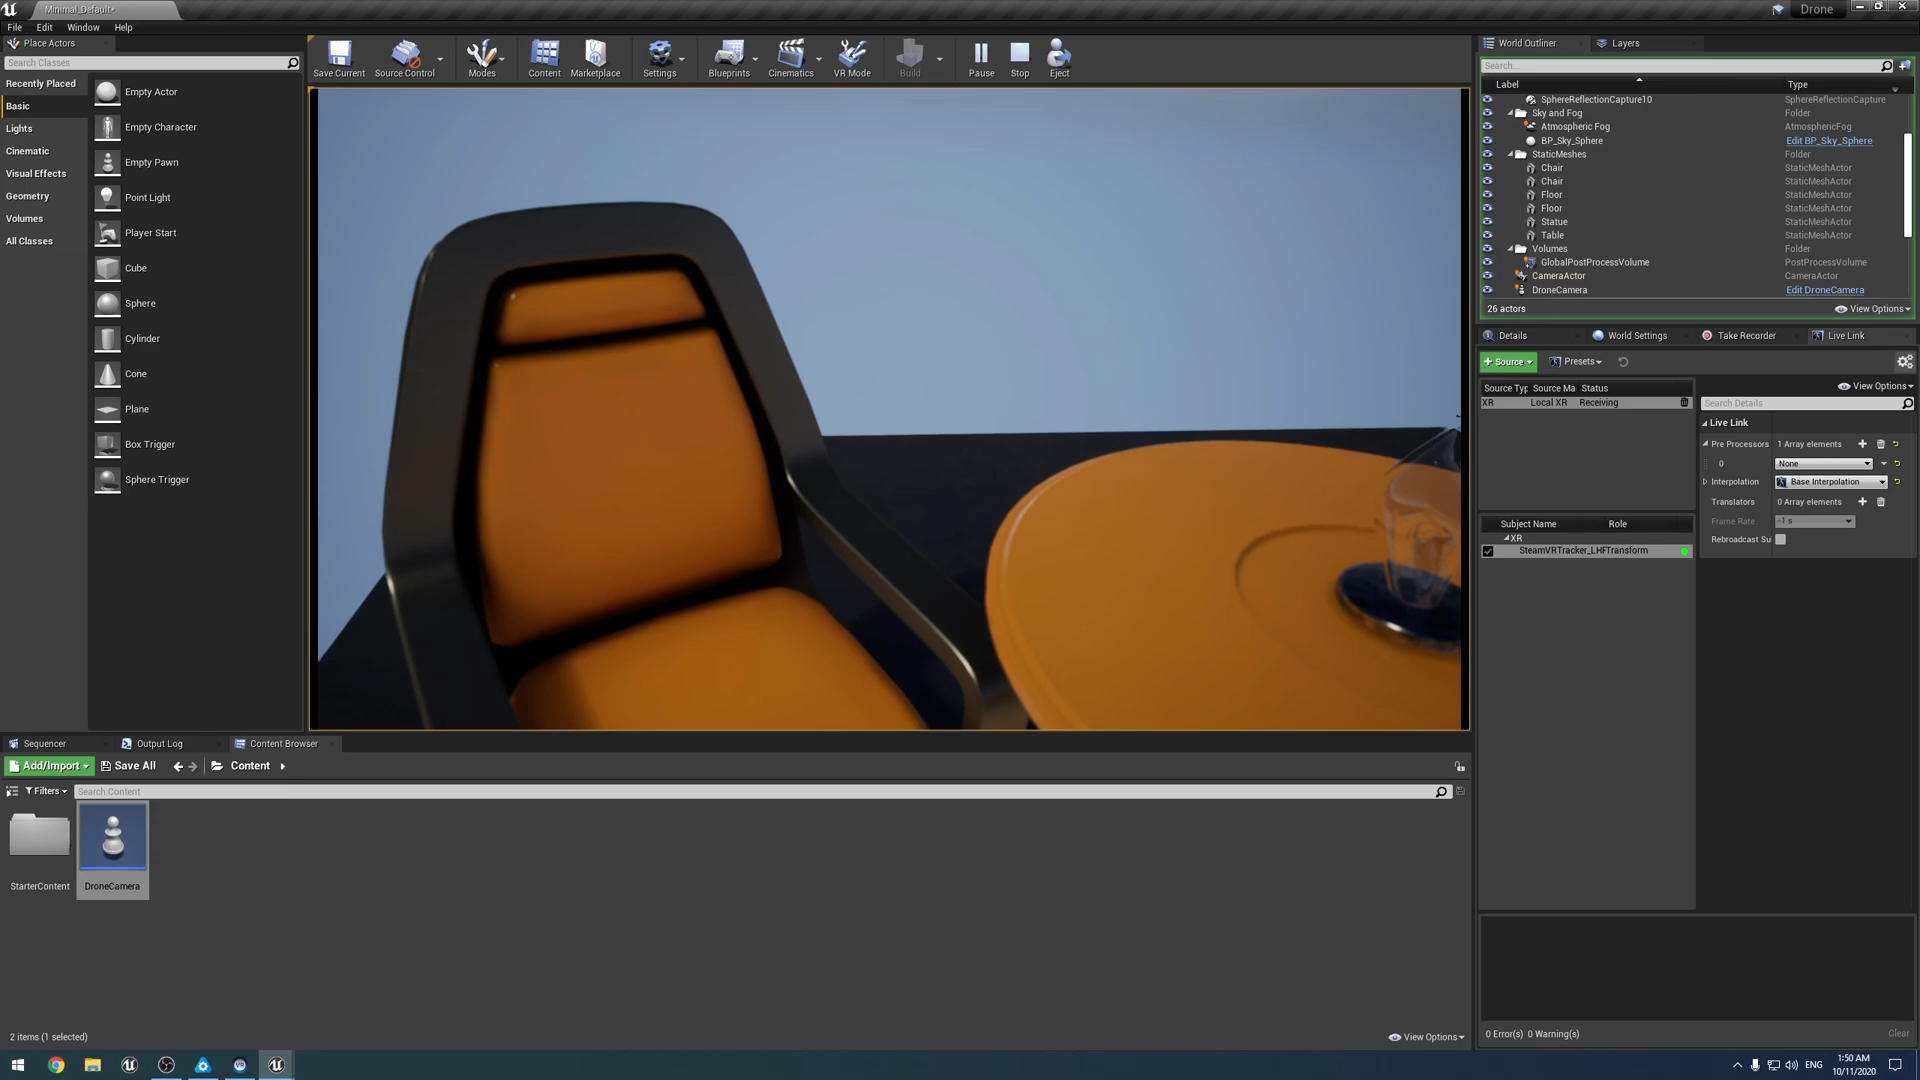 Minimal_Default*
Drone
File Edit Window Help
Place Actors
Search Classes
Recently Placed
Basic
Lights
Cinematic
Visual Effects
Geometry
Volumes
All Classes
Empty Actor
Empty Character
Empty Pawn
Point Light
Player Start
Cube
Sphere
Cylinder
Cone
Plane
Box Trigger
Sphere Trigger
Save Current Source Control Modes Content Marketplace Settings Blueprints Cinematics VR Mode Build Pause Stop Eject
World Outliner Layers
Search...
Label Type
SphereReflectionCapture10 SphereReflectionCapture
Sky and Fog Folder
Atmospheric Fog AtmosphericFog
BP_Sky_Sphere Edit BP_Sky_Sphere
StaticMeshes Folder
Chair StaticMeshActor
Chair StaticMeshActor
Floor StaticMeshActor
Floor StaticMeshActor
Statue StaticMeshActor
Table StaticMeshActor
Volumes Folder
GlobalPostProcessVolume PostProcessVolume
CameraActor CameraActor
DroneCamera Edit DroneCamera
26 actors View Options
Details World Settings Take Recorder Live Link
+ Source Presets
View Options
Source Typ Source Ma Status
XR Local XR Receiving
Search Details
Live Link
Pre Processors 1 Array elements
0 None
Interpolation Base Interpolation
Translators 0 Array elements
Frame Rate -1 s
Rebroadcast Su
Subject Name Role
XR
SteamVRTracker_LHFTransform
Sequencer Output Log Content Browser
Add/Import Save All Content
Filters Search Content
StarterContent DroneCamera
2 items (1 selected) View Options
0 Error(s) 0 Warning(s) Clear
ENG
1:50 AM
10/11/2020